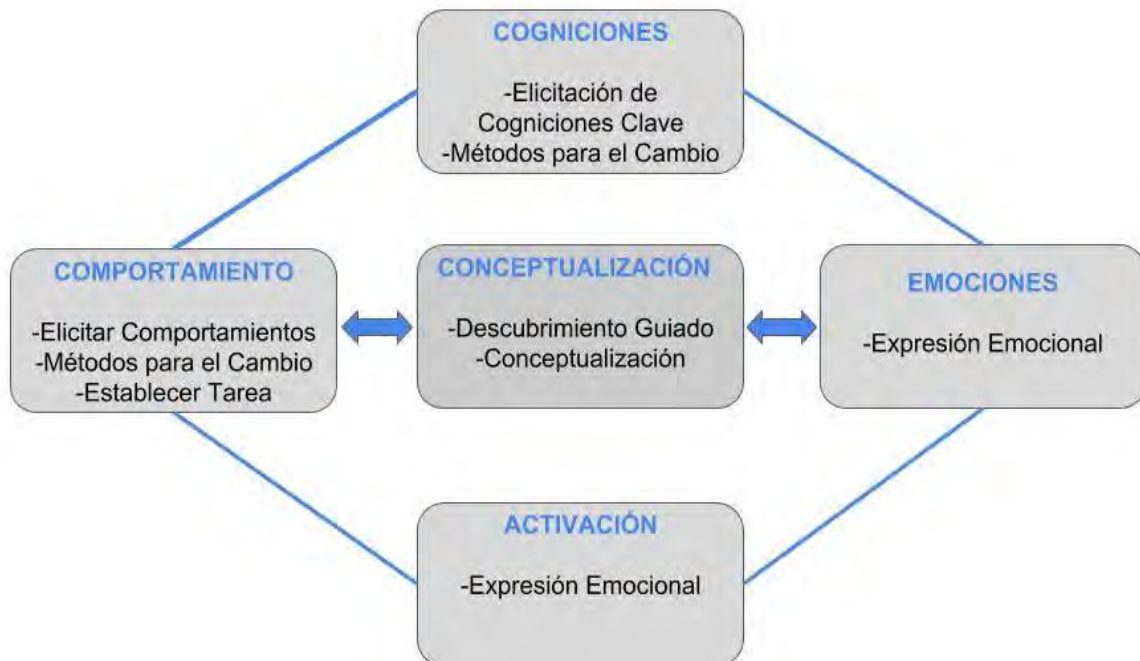 COGNICIONES
-Elicitación de
Cogniciones Clave
-Métodos para el Cambio
COMPORTAMIENTO
-Elicitar Comportamientos
-Métodos para el Cambio
-Establecer Tarea
CONCEPTUALIZACIÓN
-Descubrimiento Guiado
-Conceptualización
EMOCIONES
-Expresión Emocional
ACTIVACIÓN
-Expresión Emocional